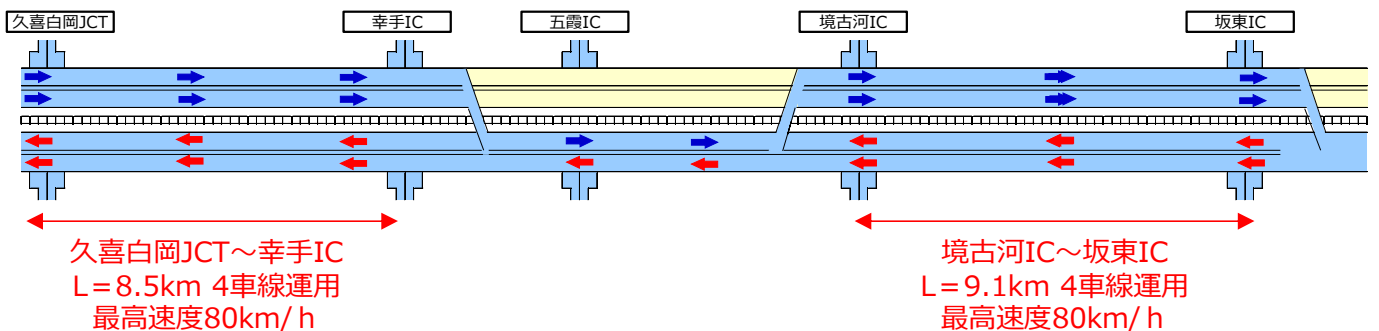 久喜白岡JCT
幸手IC
五霞IC
境古河IC
坂東IC
久喜白岡JCT～幸手IC
L＝8.5km 4車線運用
最高速度80km/h
境古河IC～坂東IC
L＝9.1km 4車線運用
最高速度80km/h